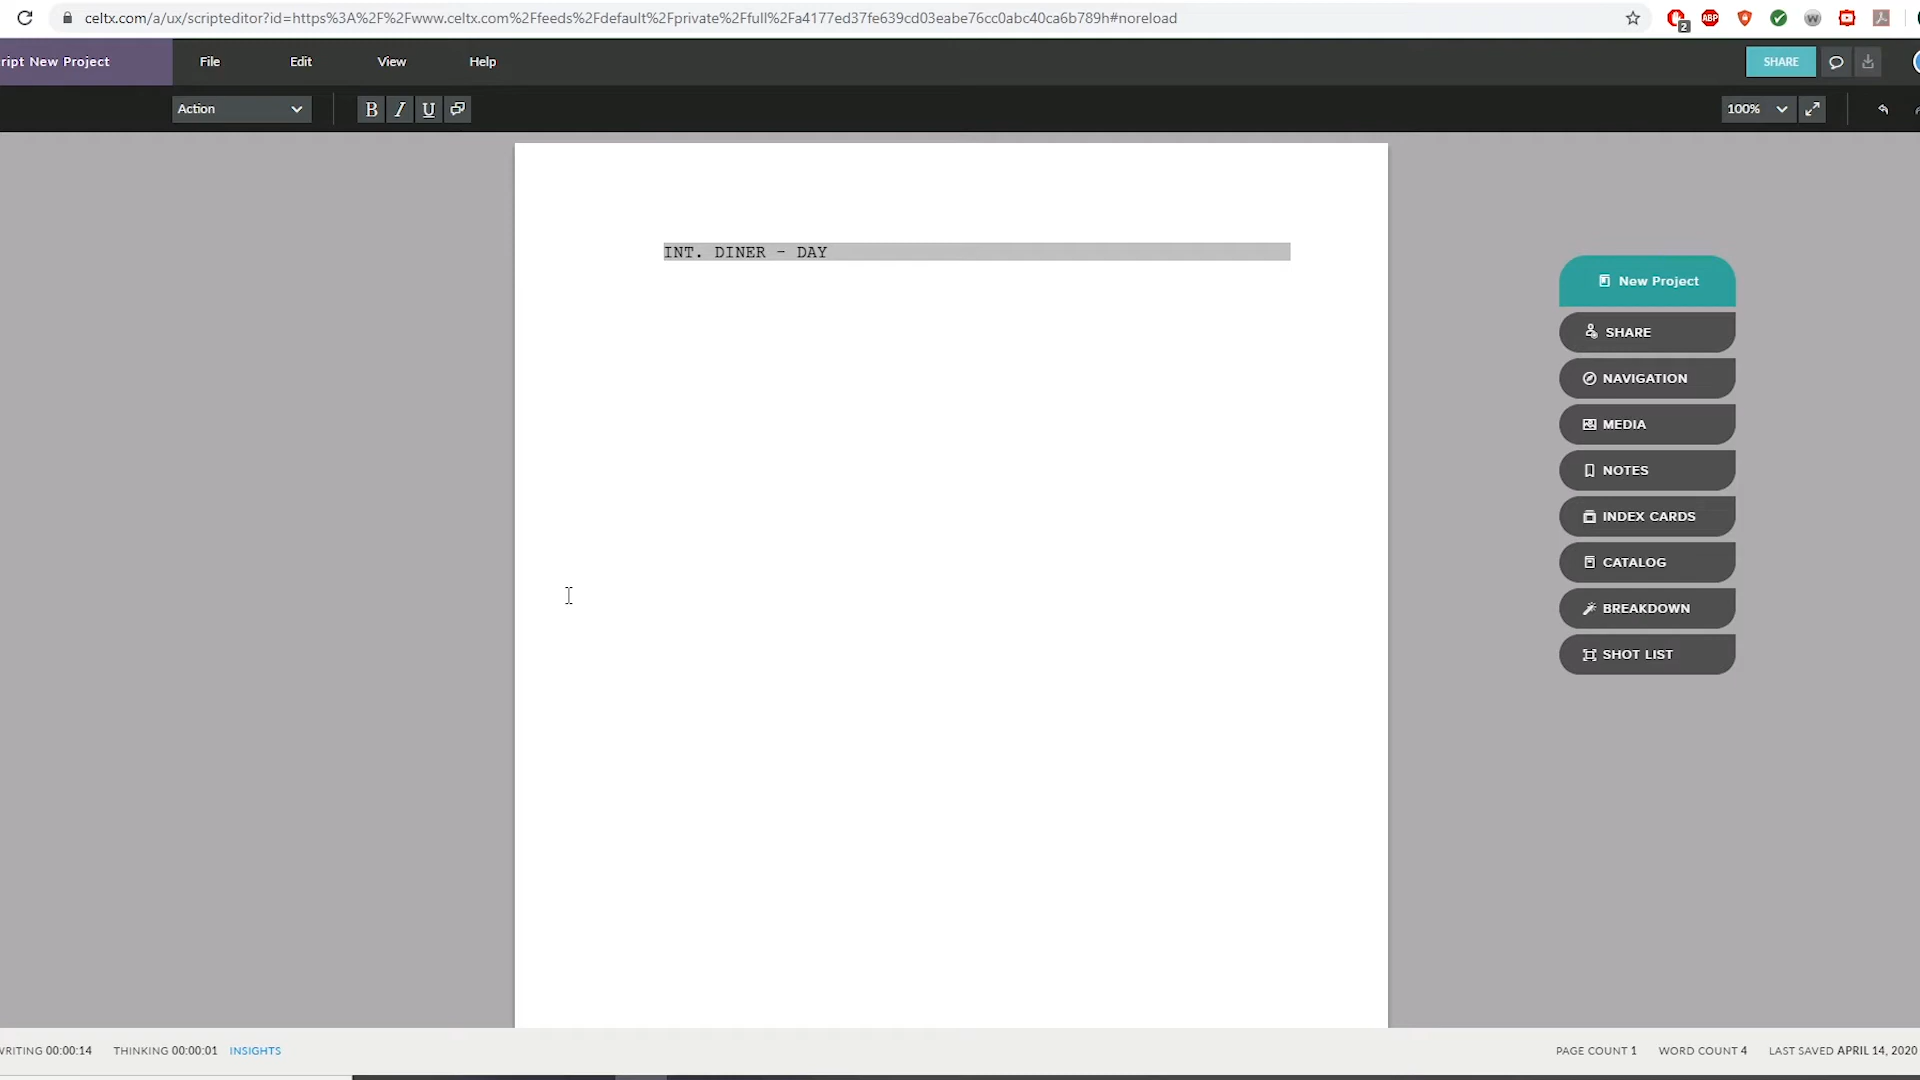 celtx.com/a/ux/scripteditor?id=https%3A%2F%2Fwww.celtx.com%2Ffeeds%2Fdefault%2Fprivate%2Ffull%2Fa4177ed37fe639cd03eabe76cc0abc40ca6b789h#noreload
2
ABP
W
ript New Project
File
Edit
View
Help
SHARE
Action
B
I
U
100%
INT. DINER - DAY
New Project
SHARE
NAVIGATION
MEDIA
NOTES
INDEX CARDS
CATALOG
BREAKDOWN
SHOT LIST
WRITING 00:00:14
THINKING 00:00:01
INSIGHTS
PAGE COUNT 1
WORD COUNT 4
LAST SAVED APRIL 14, 2020